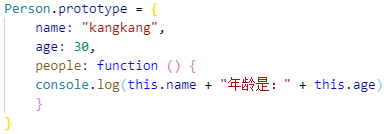 Person.prototype = {
    name: "kangkang",
    age: 30,
    people: function () {
    console.log(this.name + "年龄是：" + this.age)
    }
}